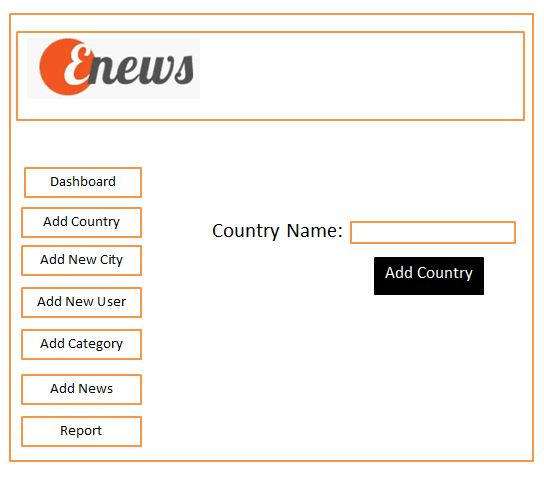 Enews
Dashboard
Add Country
Add New City
Add New User
Add Category
Add News
Report
Country Name:
Add Country